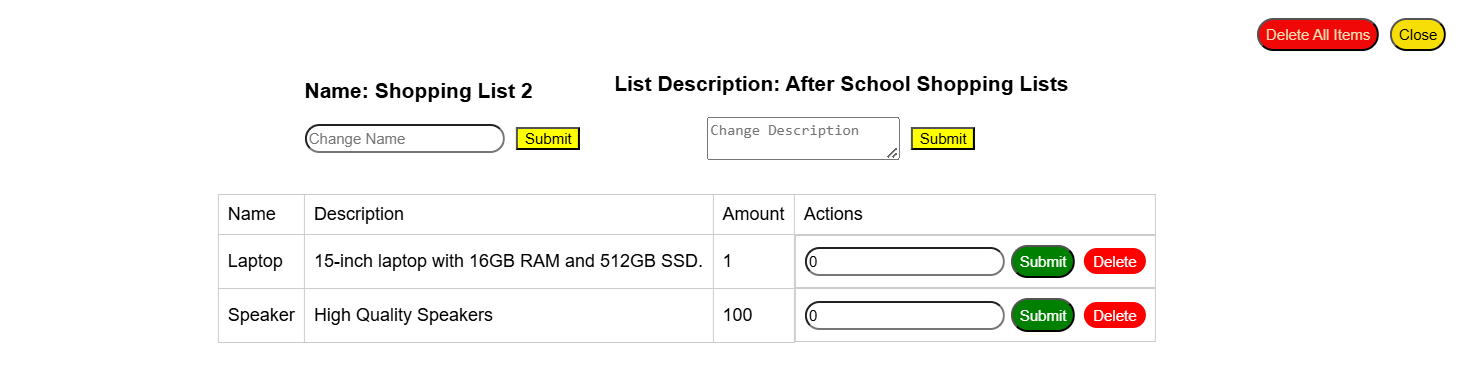 Delete All Items Close
Name: Shopping List 2 List Description: After School Shopping Lists
Change Name Submit Change Description Submit
Name Description Amount Actions
Laptop 15-inch laptop with 16GB RAM and 512GB SSD. 1 0 Submit Delete
Speaker High Quality Speakers 100 0 Submit Delete